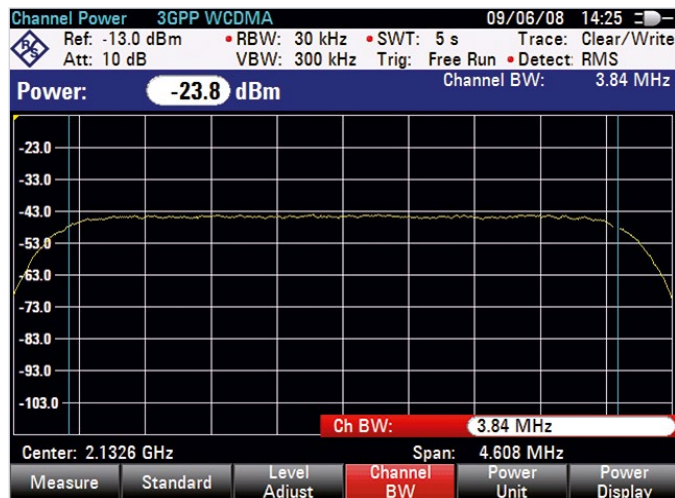 Channel Power 3GPP WCDMA 09/06/08 14:25
R&S Ref: -13.0 dBm • RBW: 30 kHz • SWT: 5 s Trace: Clear/Write
Att: 10 dB VBW: 300 kHz Trig: Free Run • Detect: RMS
Power: -23.8 dBm Channel BW: 3.84 MHz
-23.0
-33.0
-43.0
-53.0
-63.0
-73.0
-83.0
-93.0
-103.0
Ch BW: 3.84 MHz
Center: 2.1326 GHz Span: 4.608 MHz
Measure Standard Level Adjust Channel BW Power Unit Power Display